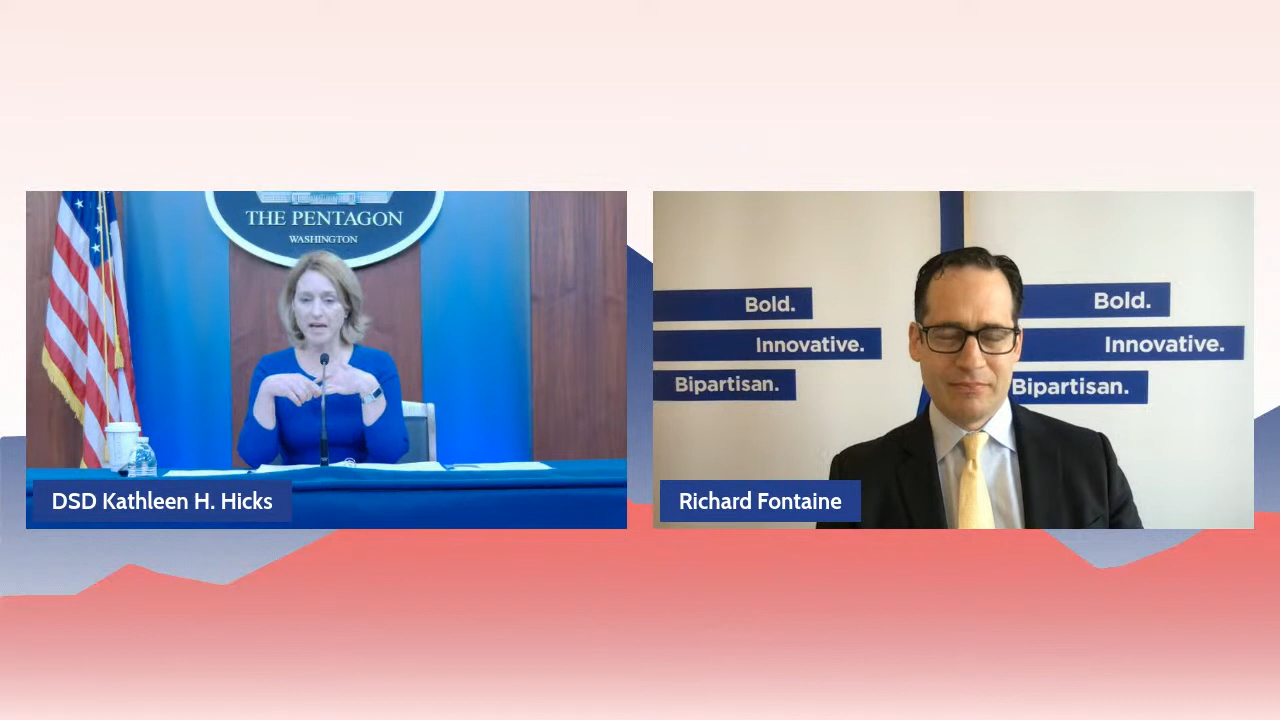 THE PENTAGON
WASHINGTON
DSD Kathleen H. Hicks
Bold.
Innovative.
Bipartisan.
Bold.
Innovative.
Bipartisan.
Richard Fontaine